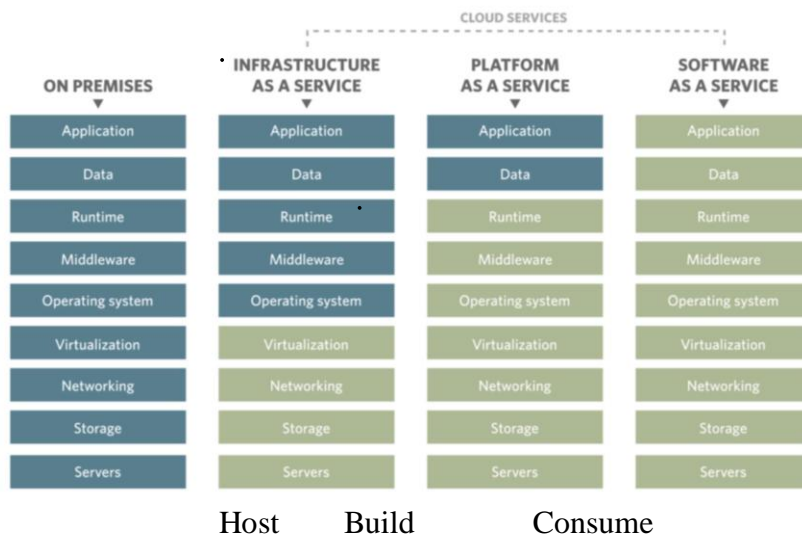 CLOUD SERVICES
ON PREMISES
INFRASTRUCTURE
AS A SERVICE
PLATFORM
AS A SERVICE
SOFTWARE
AS A SERVICE
Application Application Application Application
Data Data Data Data
Runtime Runtime Runtime Runtime
Middleware Middleware Middleware Middleware
Operating system Operating system Operating system Operating system
Virtualization Virtualization Virtualization Virtualization
Networking Networking Networking Networking
Storage Storage Storage Storage
Servers Servers Servers Servers
Host Build Consume